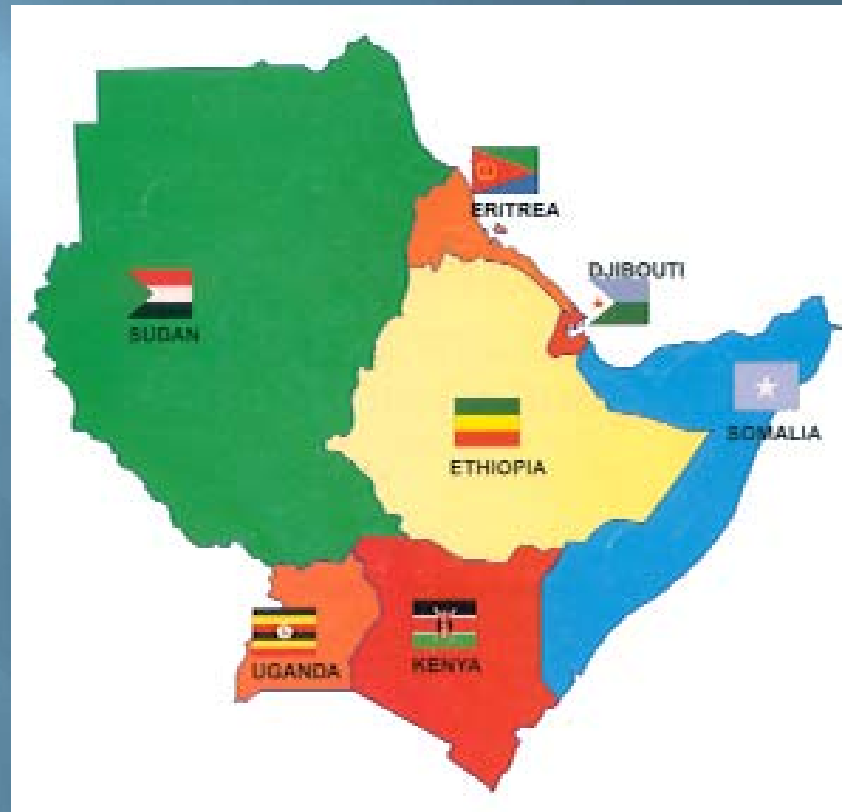 ERITREA
DJIBOUTI
SUDAN
SOMALIA
ETHIOPIA
UGANDA
KENYA